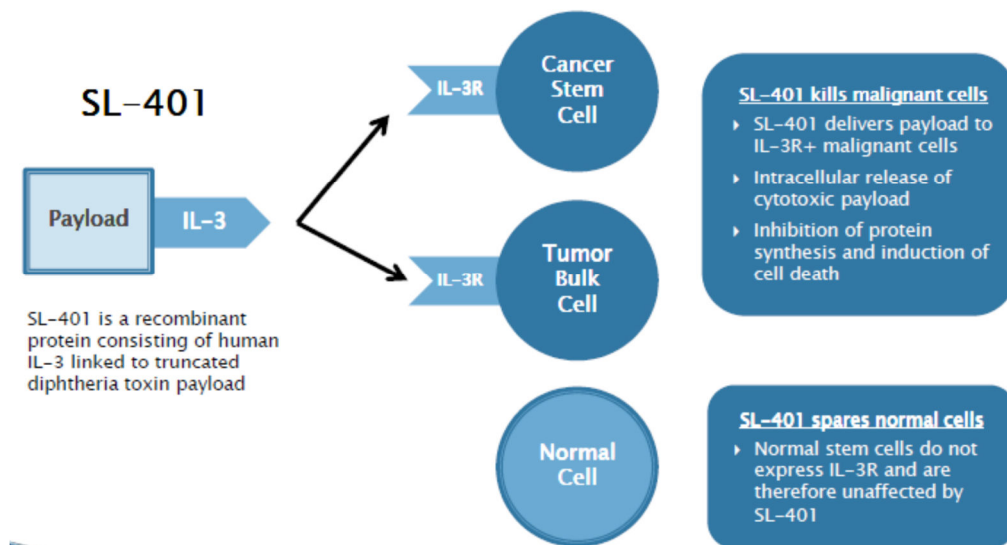 SL-401
Payload
IL-3
SL-401 is a recombinant
protein consisting of human
IL-3 linked to truncated
diphtheria toxin payload
IL-3R
Cancer
Stem
Cell
IL-3R
Tumor
Bulk
Cell
Normal
Cell
SL-401 kills malignant cells
SL-401 delivers payload to
IL-3R+ malignant cells
Intracellular release of
cytotoxic payload
Inhibition of protein
synthesis and induction of
cell death
SL-401 spares normal cells
Normal stem cells do not
express IL-3R and are
therefore unaffected by
SL-401